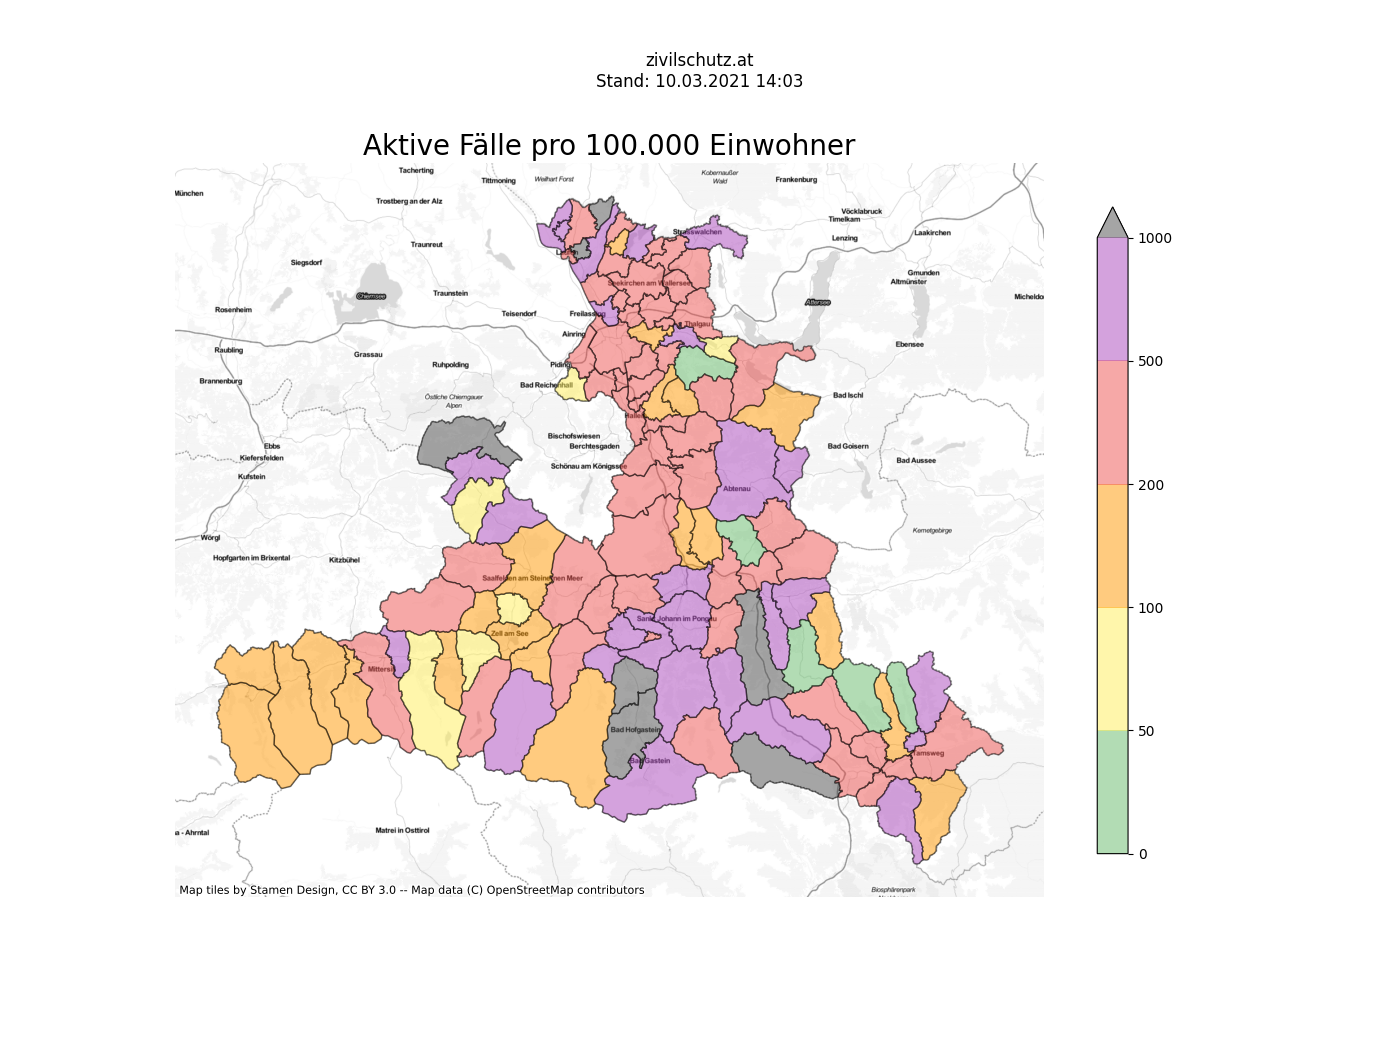 zivilschutz.at
Stand: 10.03.2021 14:03
Aktive Fälle pro 100.000 Einwohner
Tacherting
Tittmoning
Weilhart Forst
Kobernaußer
Wald
Frankenburg
München
Trostberg an der Alz
Vöcklabruck
Timelkam
Laakirchen
Strasswalchen
Lenzing
Traunreut
Siegsdorf
Gmunden
Altmünster
Seekirchen am Wallersee
Chiemsee
Traunstein
Attersee
Rosenheim
Teisendorf
Freilassing
Thalgau
Ainring
Ebensee
Raubling
Grassau
Ruhpolding
Piding
Brannenburg
Bad Reichenhall
Östliche Chiemgauer
Alpen
Bad Ischl
Hallein
Bischofswiesen
Berchtesgaden
Bad Goisern
Ebbs
Kiefersfelden
Schönau am Königssee
Bad Aussee
Kufstein
Abtenau
Kemetgebirge
Wörgl
Hopfgarten im Brixental
Kitzbühel
Saalfelden am Steinernen Meer
Sankt Johann im Pongau
Zell am See
Bad Hofgastein
Tamsweg
Bad Gastein
Matrei in Osttirol
a - Ahrntal
Biosphärenpark
Map tiles by Stamen Design, CC BY 3.0 -- Map data (C) OpenStreetMap contributors
1000
500
200
100
50
0